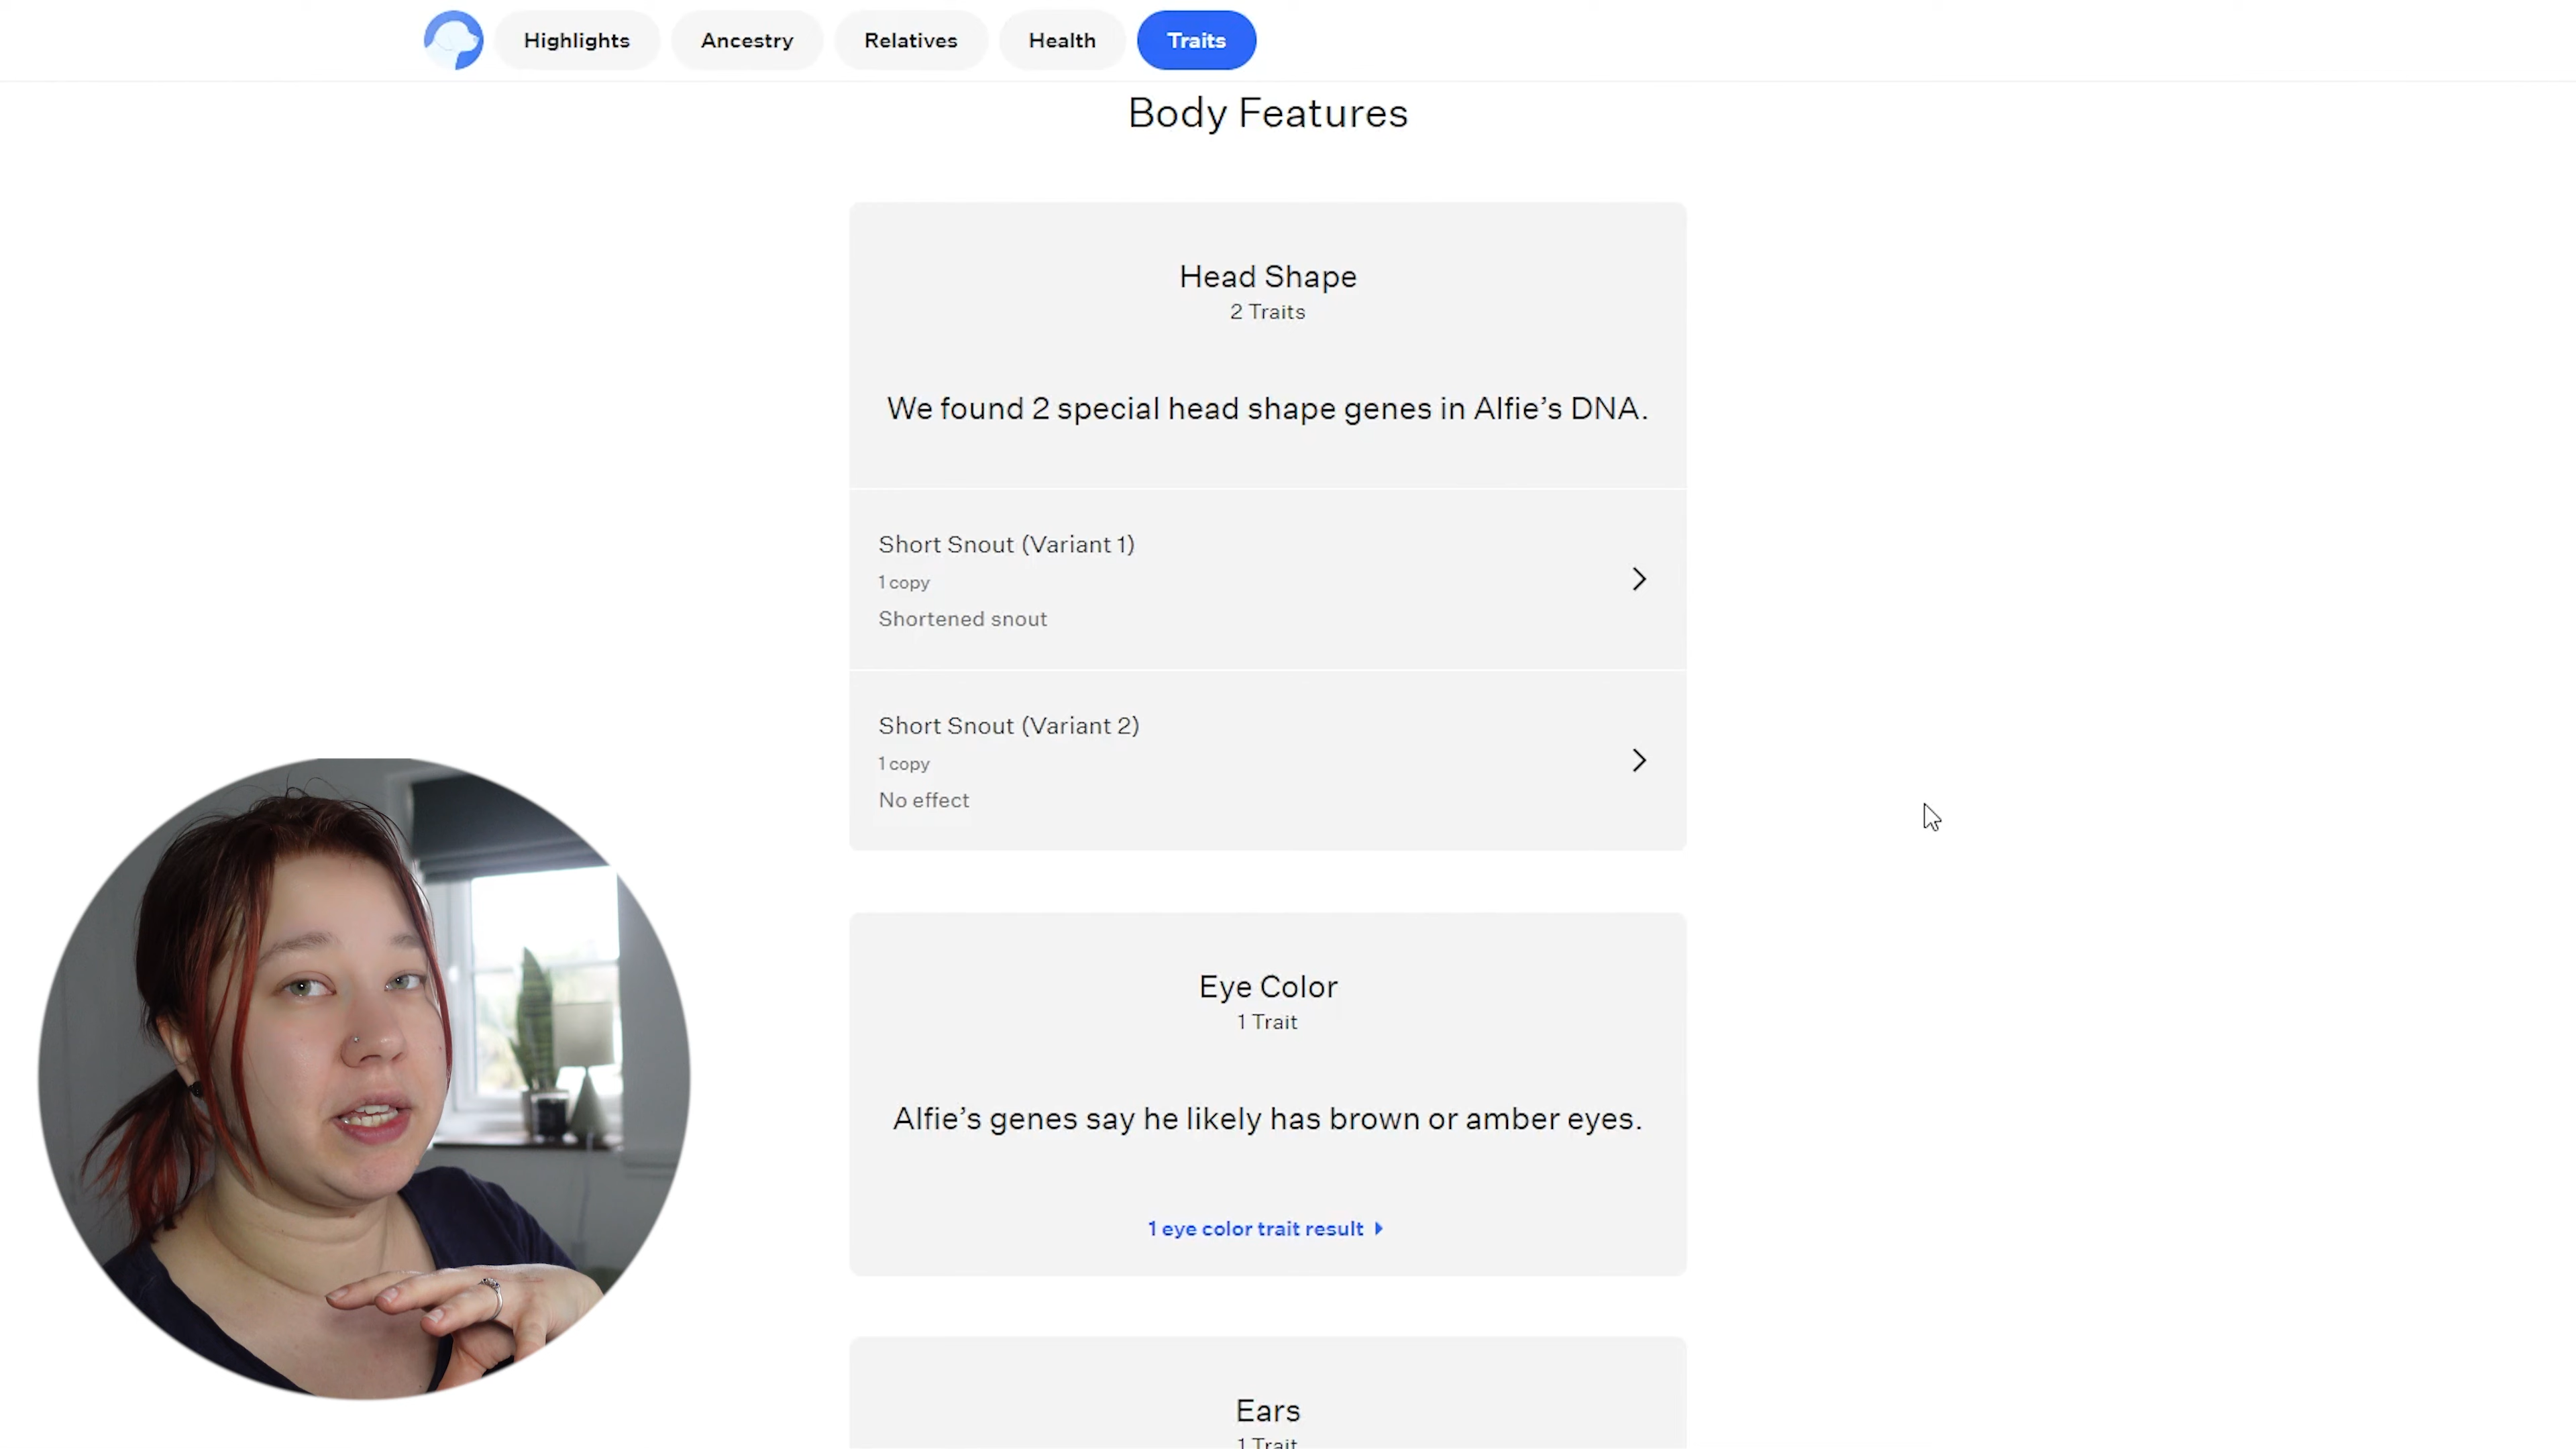 Highlights
Ancestry
Relatives
Health
Traits
Body Features
Head Shape
2 Traits
We found 2 special head shape genes in Alfie’s DNA.
Short Snout (Variant 1)
1 copy
Shortened snout
Short Snout (Variant 2)
1 copy
No effect
Eye Color
1 Trait
Alfie’s genes say he likely has brown or amber eyes.
1 eye color trait result
Ears
1 Trait